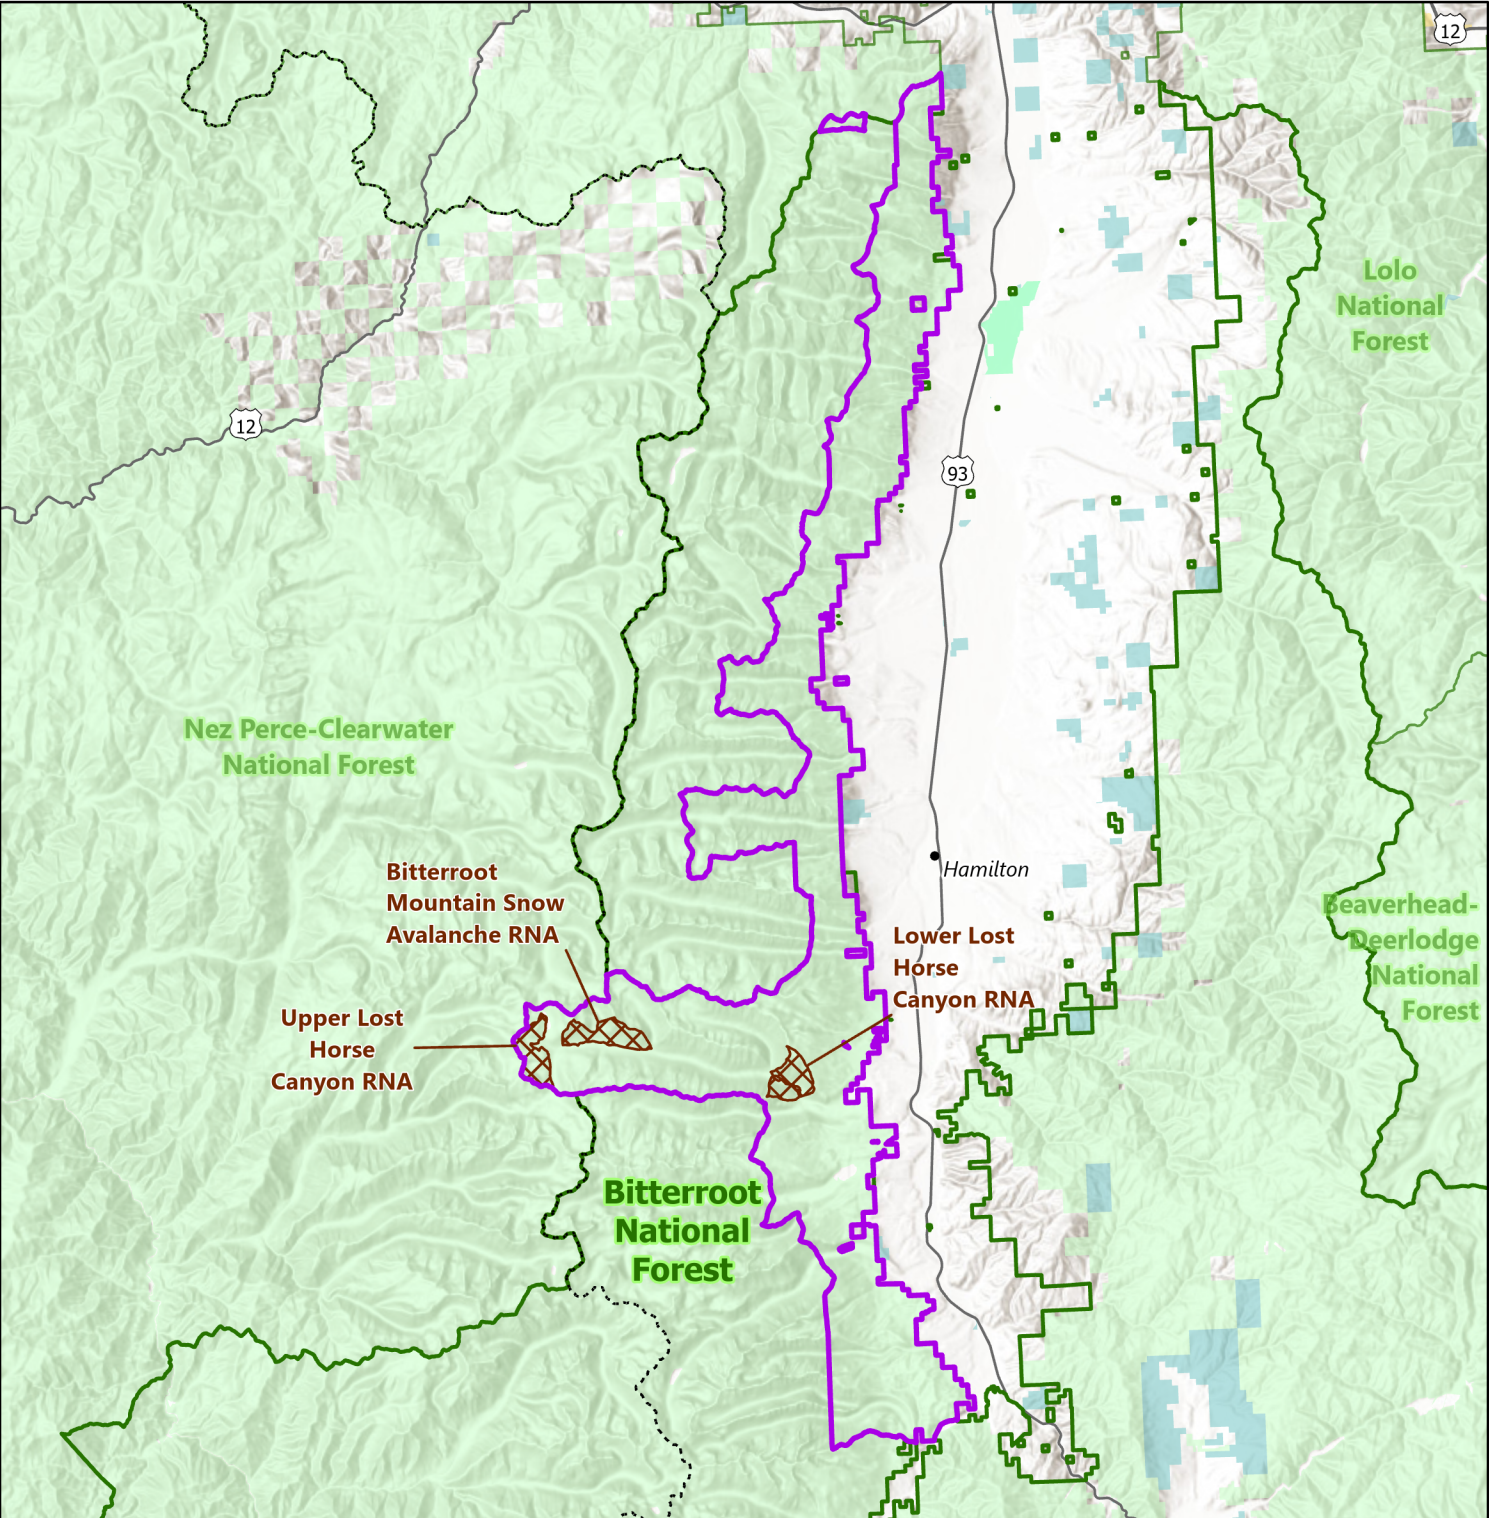 12
Lolo
National
Forest
12
93
Nez Perce-Clearwater
National Forest
Hamilton
Bitterroot
Mountain Snow
Avalanche RNA
Beaverhead-
Deerlodge
National
Forest
Lower Lost
Horse
Canyon RNA
Upper Lost
Horse
Canyon RNA
Bitterroot
National
Forest